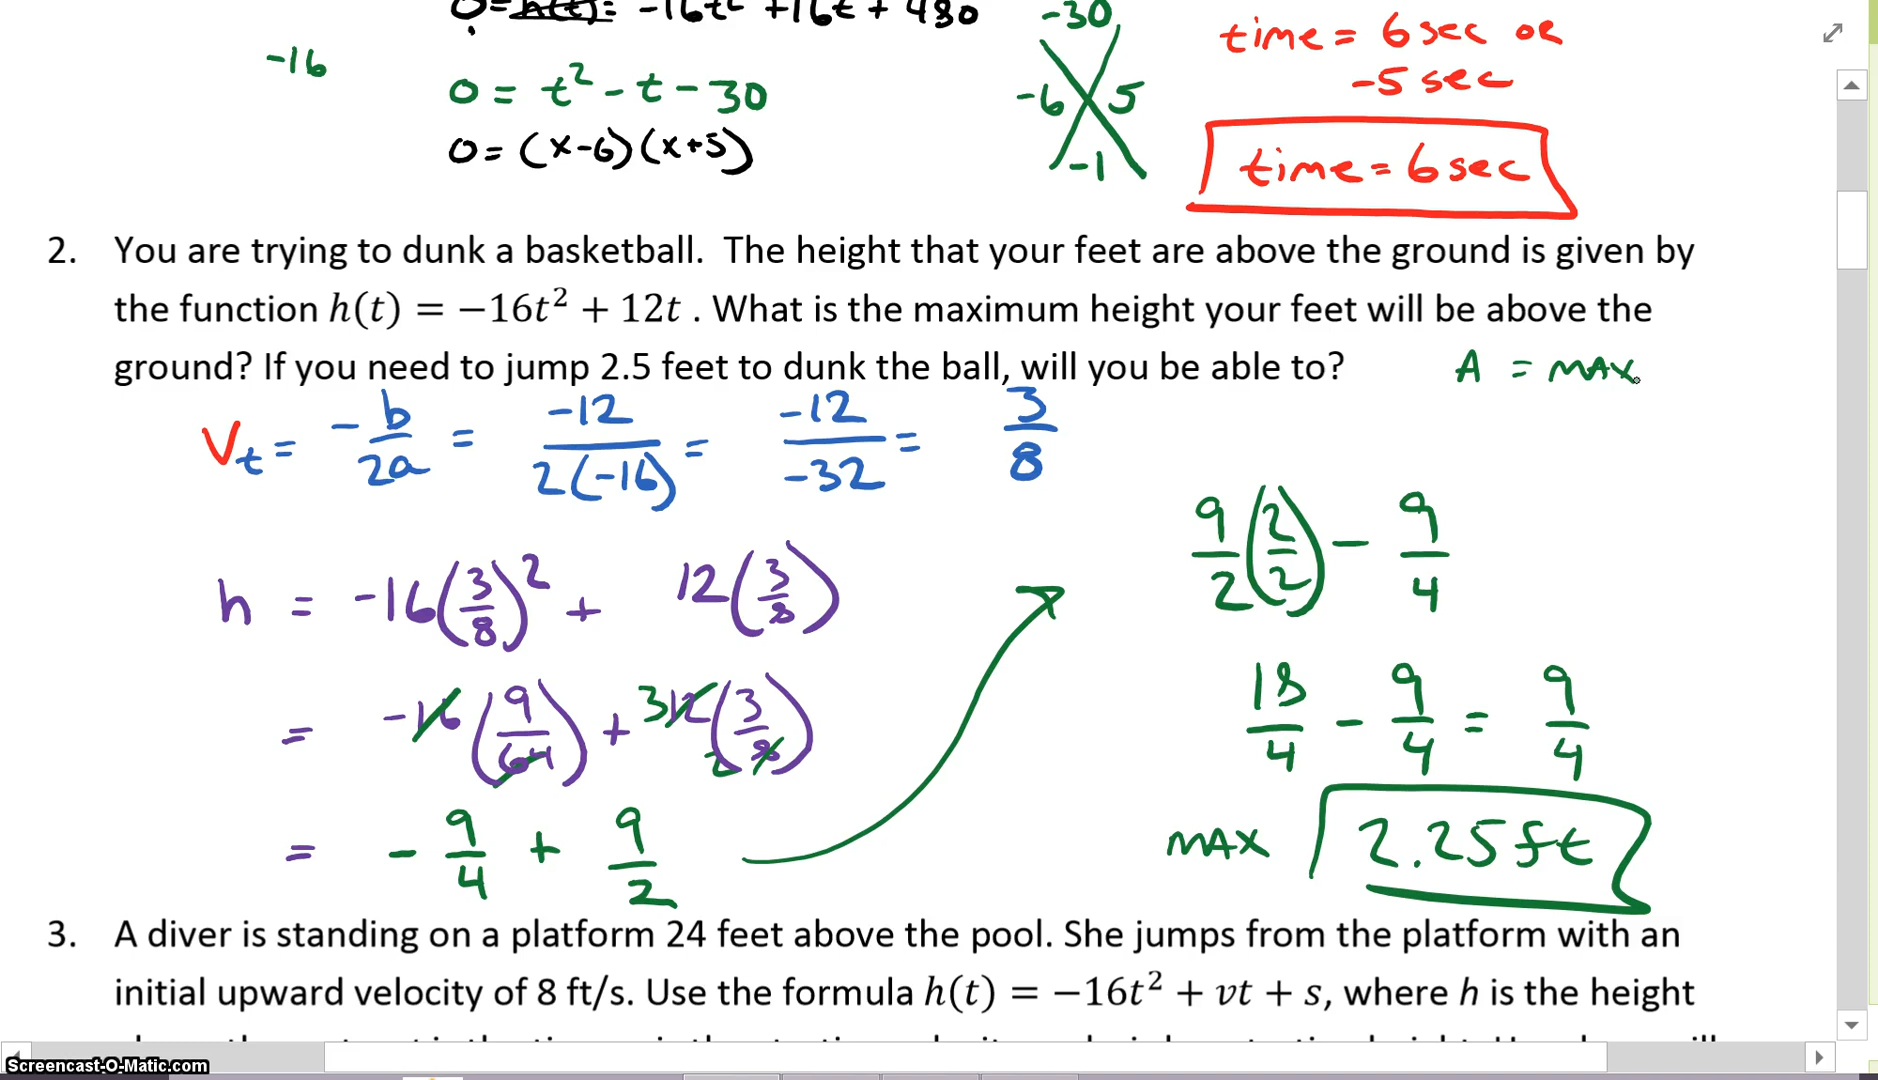 0 = h(t) = -16t² + 16t + 480
-16
0 = t² - t - 30
0 = (x-6)(x+5)
-30
-6 5
-1
time = 6 sec or
-5 sec
time = 6 sec
2. You are trying to dunk a basketball. The height that your feet are above the ground is given by
the function h(t) = −16t² + 12t . What is the maximum height your feet will be above the
ground? If you need to jump 2.5 feet to dunk the ball, will you be able to?
A = MAX
Vt = -b/2a = -12/2(-16) = -12/-32 = 3/8
h = -16(3/8)² + 12(3/8)
= -16(9/64) + 3 12(3/8) 2
= -9/4 + 9/2
9/2(2/2) - 9/4
18/4 - 9/4 = 9/4
MAX 2.25 ft
3. A diver is standing on a platform 24 feet above the pool. She jumps from the platform with an
initial upward velocity of 8 ft/s. Use the formula h(t) = −16t² + vt + s, where h is the height
Screencast-O-Matic.com